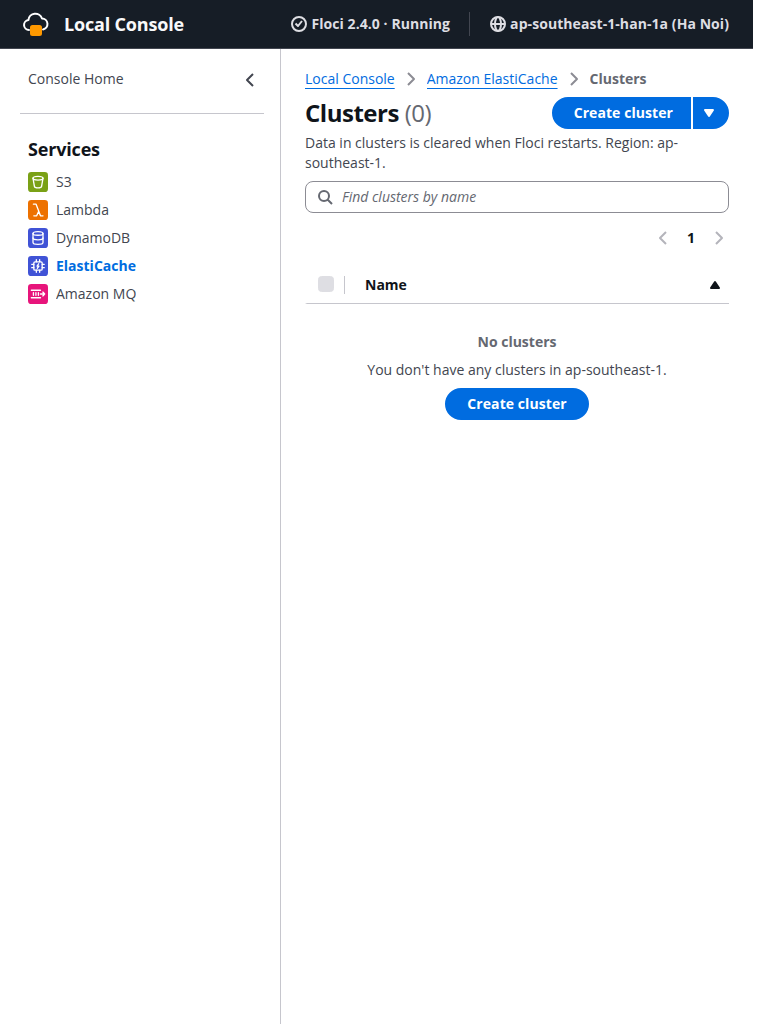 Local Console
Floci 2.4.0 · Running
ap-southeast-1-han-1a (Ha Noi)
Console Home
Services
S3
Lambda
DynamoDB
ElastiCache
Amazon MQ
Local Console > Amazon ElastiCache > Clusters
Clusters (0)
Create cluster
Data in clusters is cleared when Floci restarts. Region: ap-
southeast-1.
Find clusters by name
1
Name
No clusters
You don't have any clusters in ap-southeast-1.
Create cluster